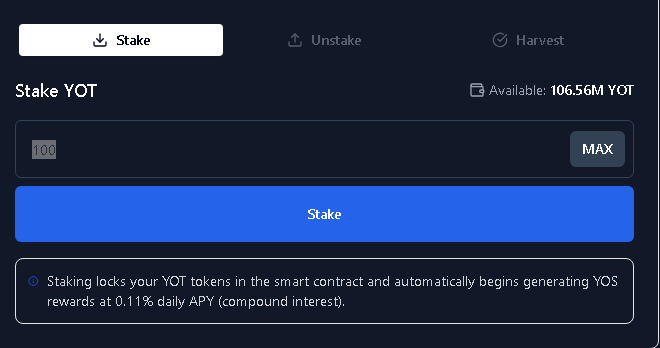 Stake
Unstake
Harvest
Stake YOT
Available: 106.56M YOT
100
MAX
Stake
Staking locks your YOT tokens in the smart contract and automatically begins generating YOS
rewards at 0.11% daily APY (compound interest).